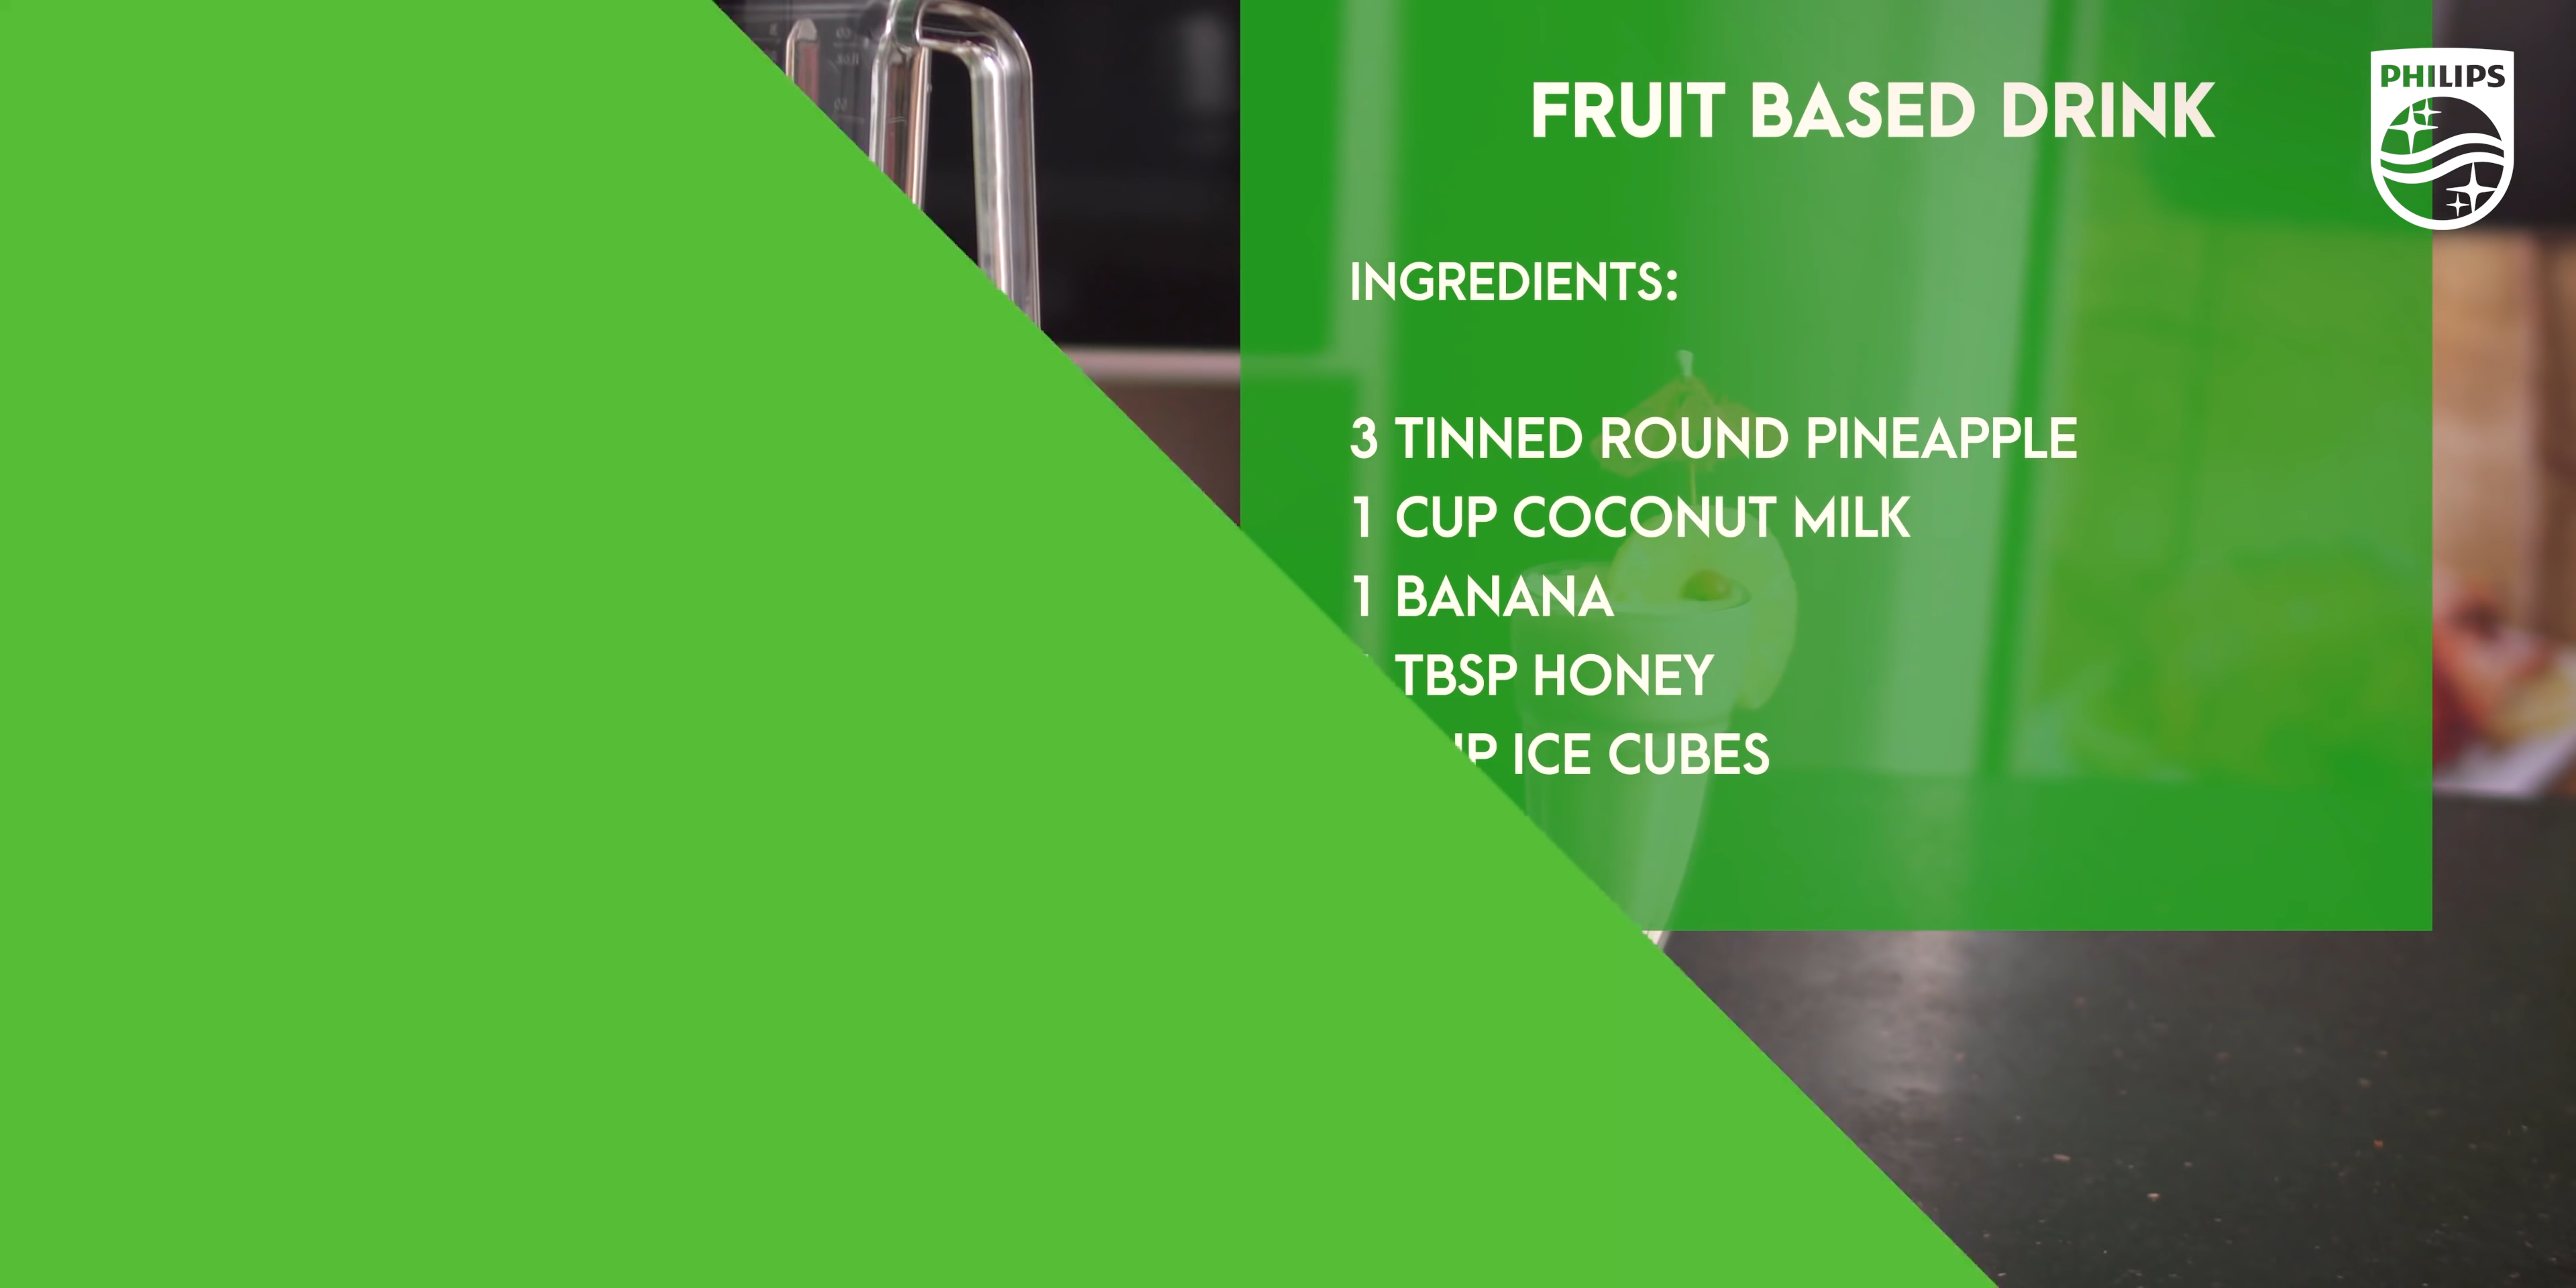 FRUIT BASED DRINK
PHILIPS
INGREDIENTS:
3 TINNED ROUND PINEAPPLE
1 CUP COCONUT MILK
1 BANANA
TBSP HONEY
ICE CUBES